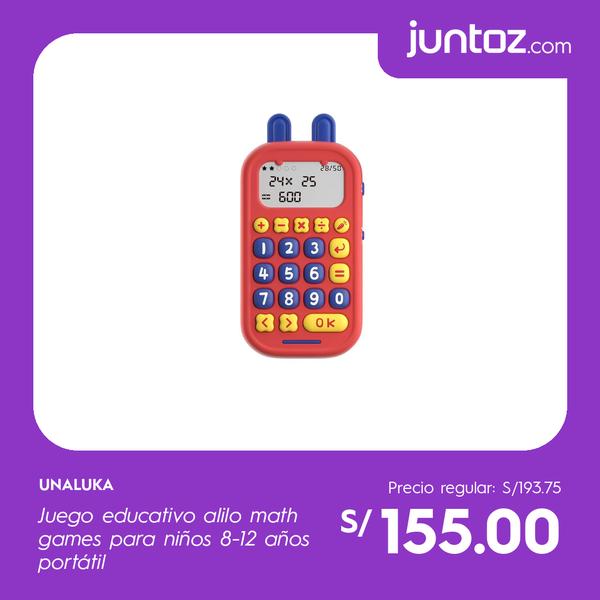 juntoz.com
28/50
24× 25
= 600
+ − × ÷
1 2 3
4 5 6 =
7 8 9 0
< > OK
UNALUKA
Juego educativo alilo math
games para niños 8-12 años
portátil
Precio regular: S/193.75
S/155.00